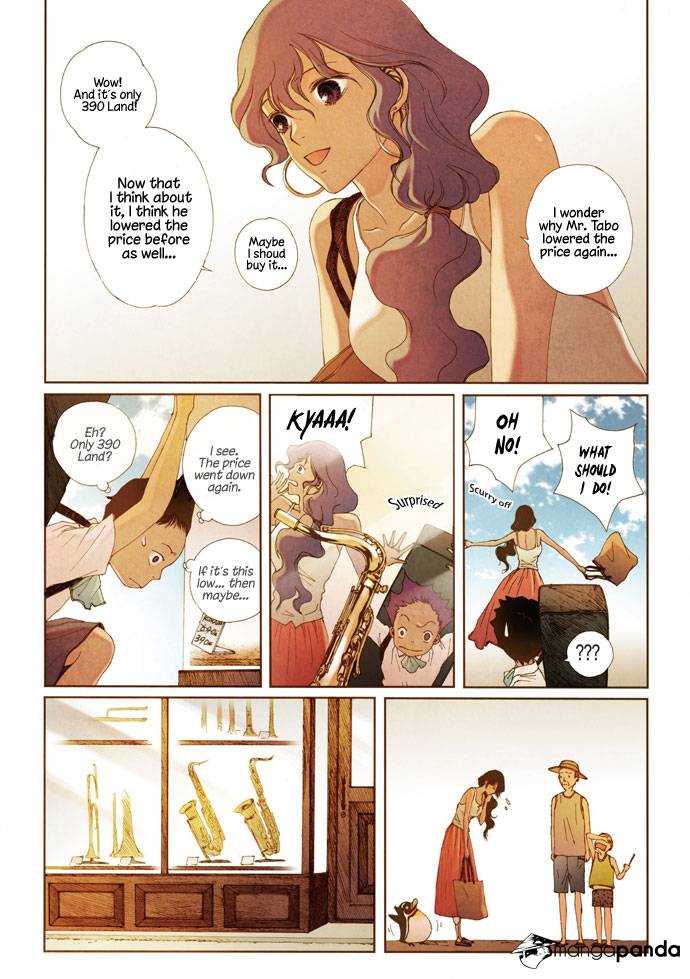 Wow!
And it's only
390 Land!
Now that
I think about
it, I think he
lowered the
price before
as well...
Maybe
I shoud
buy it...
I wonder
why Mr. Tabo
lowered the
price again...
Eh?
Only 390
Land?
I see.
The price
went down
again.
If it's this
low... then
maybe...
KYAAA!
Surprised
OH
NO!
WHAT
SHOULD
I DO!
Scurry off
???
mangapanda